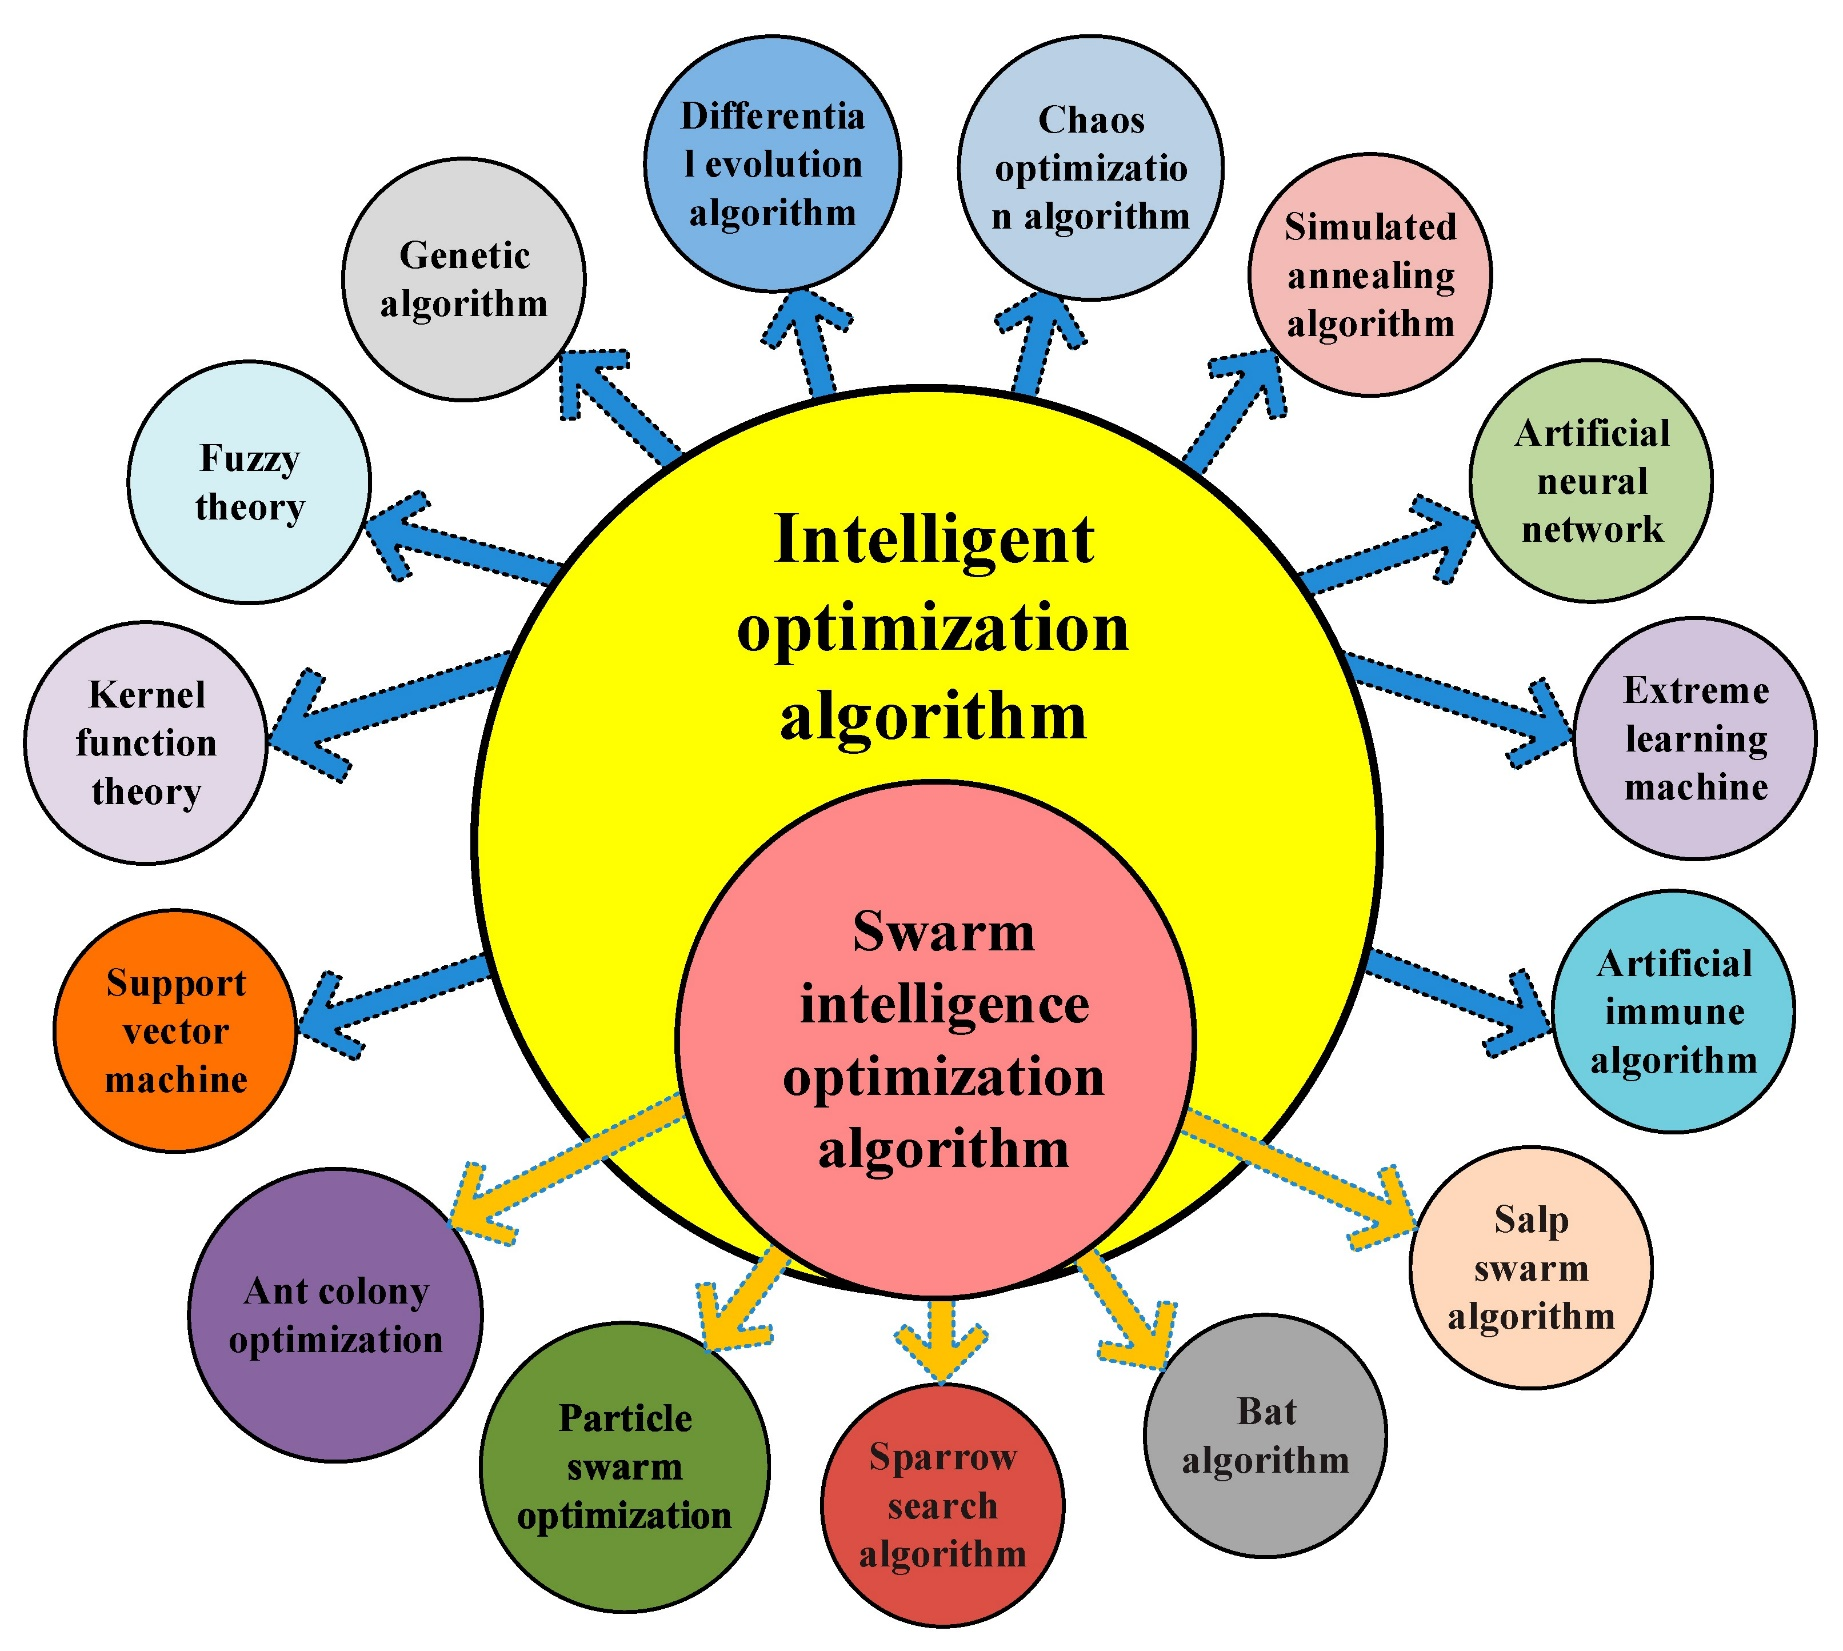 Differentia
l evolution
algorithm
Chaos
optimizatio
n algorithm
Genetic
algorithm
Simulated
annealing
algorithm
Fuzzy
theory
Artificial
neural
network
Intelligent
optimization
algorithm
Kernel
function
theory
Extreme
learning
machine
Swarm
intelligence
optimization
algorithm
Support
vector
machine
Artificial
immune
algorithm
Ant colony
optimization
Salp
swarm
algorithm
Particle
swarm
optimization
Sparrow
search
algorithm
Bat
algorithm